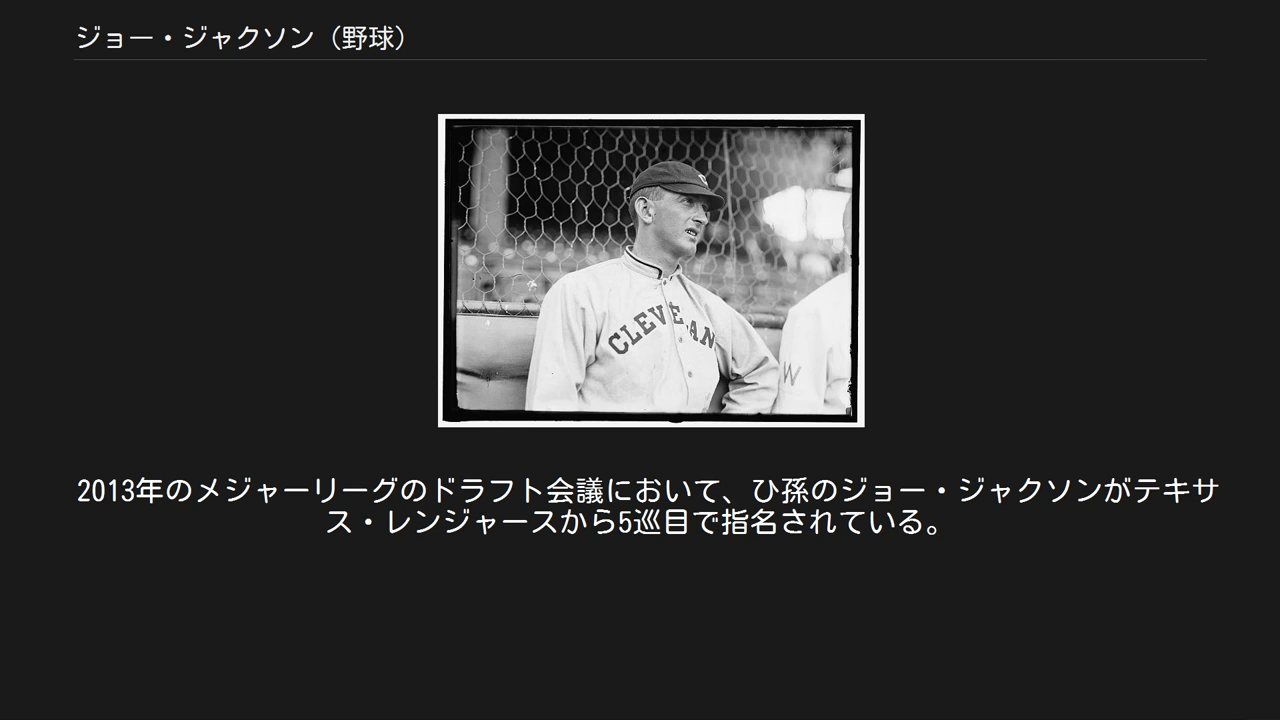 ジョー・ジャクソン（野球）
CLEVELAN
W
2013年のメジャーリーグのドラフト会議において、ひ孫のジョー・ジャクソンがテキサ
ス・レンジャースから5巡目で指名されている。